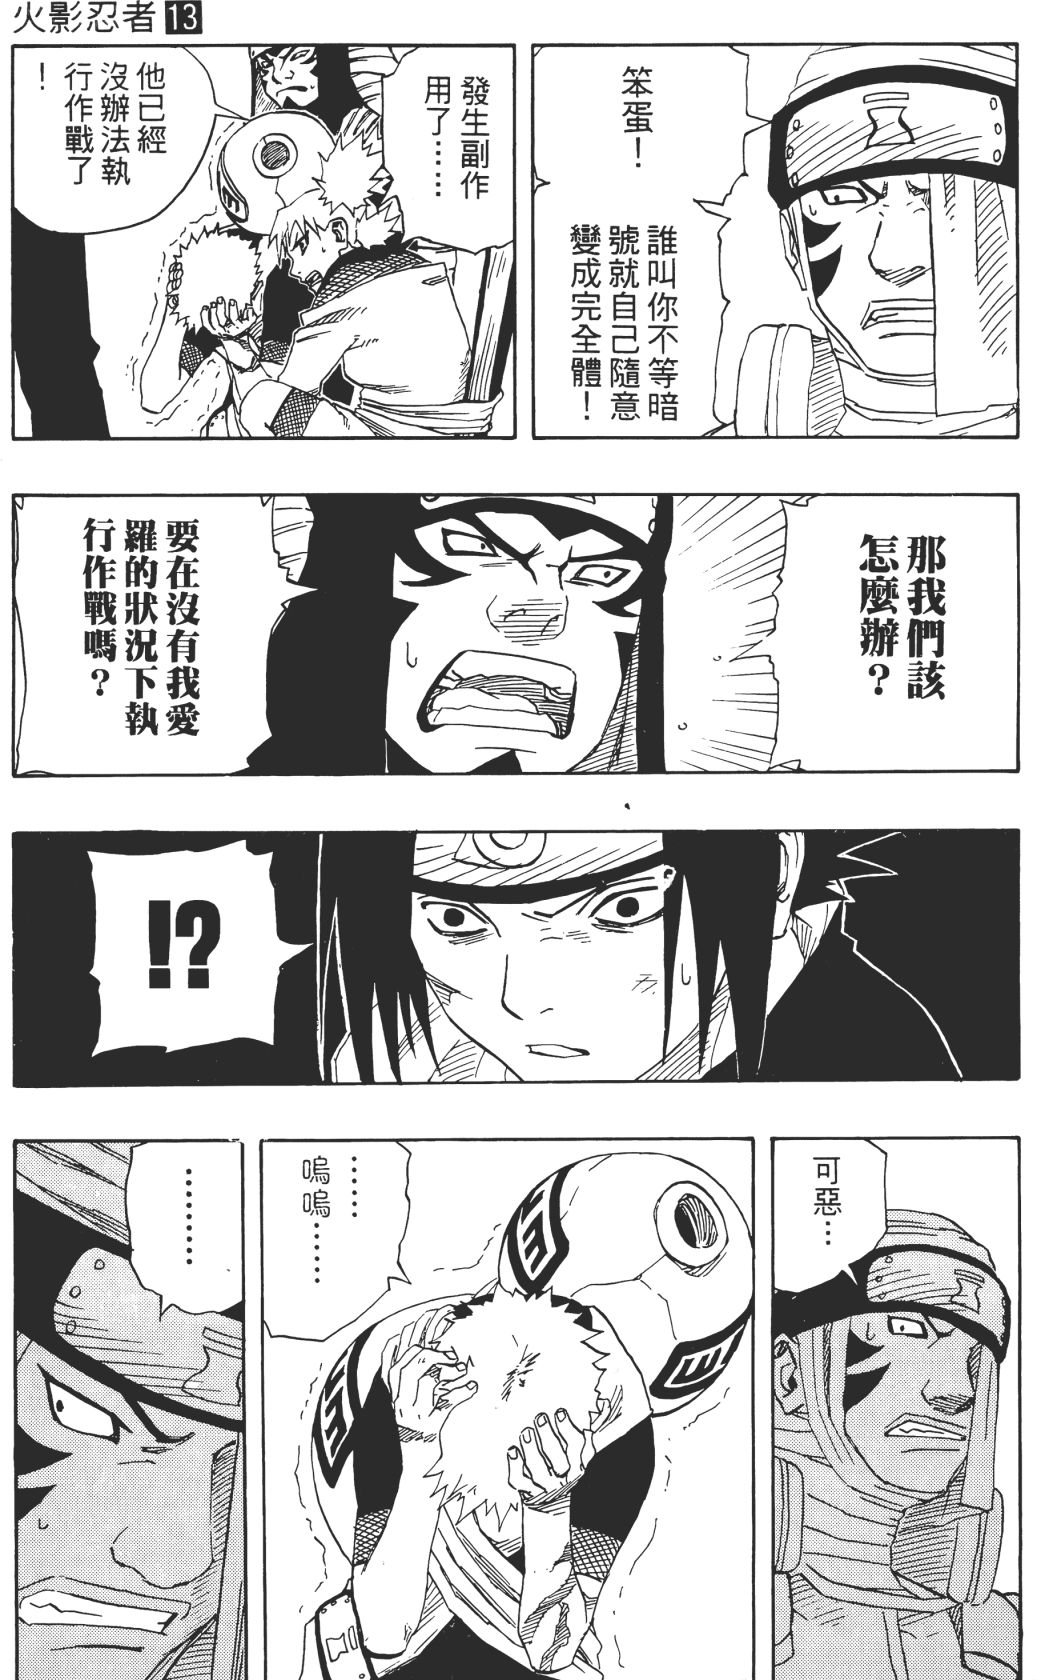 火影忍者13
笨蛋！
誰叫你不等暗
號就自己隨意
變成完全體！
發生副作
用了……
他已經
沒辦法執
行作戰了
！
那我們該
怎麼辦？
要在沒有我愛
羅的狀況下執
行作戰嗎？
!?
可惡…
……
嗚嗚……
………